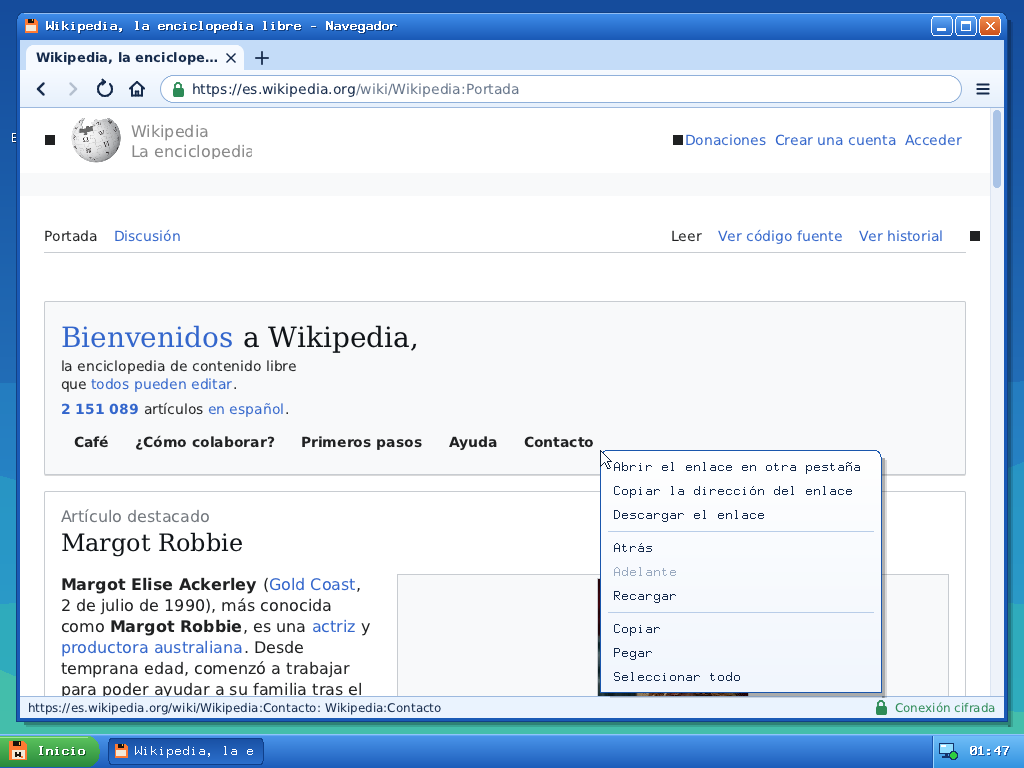 Wikipedia, la enciclopedia libre - Navegador
Wikipedia, la enciclope...
https://es.wikipedia.org/wiki/Wikipedia:Portada
E
Wikipedia
La enciclopedia
Donaciones Crear una cuenta Acceder
Portada Discusión Leer Ver código fuente Ver historial
Bienvenidos a Wikipedia,
la enciclopedia de contenido libre
que todos pueden editar.
2 151 089 artículos en español.
Café ¿Cómo colaborar? Primeros pasos Ayuda Contacto
Abrir el enlace en otra pestaña
Copiar la dirección del enlace
Descargar el enlace
Atrás
Adelante
Recargar
Copiar
Pegar
Seleccionar todo
Artículo destacado
Margot Robbie
Margot Elise Ackerley (Gold Coast,
2 de julio de 1990), más conocida
como Margot Robbie, es una actriz y
productora australiana. Desde
temprana edad, comenzó a trabajar
para poder ayudar a su familia tras el
https://es.wikipedia.org/wiki/Wikipedia:Contacto: Wikipedia:Contacto
Conexión cifrada
Inicio
Wikipedia, la e
01:47